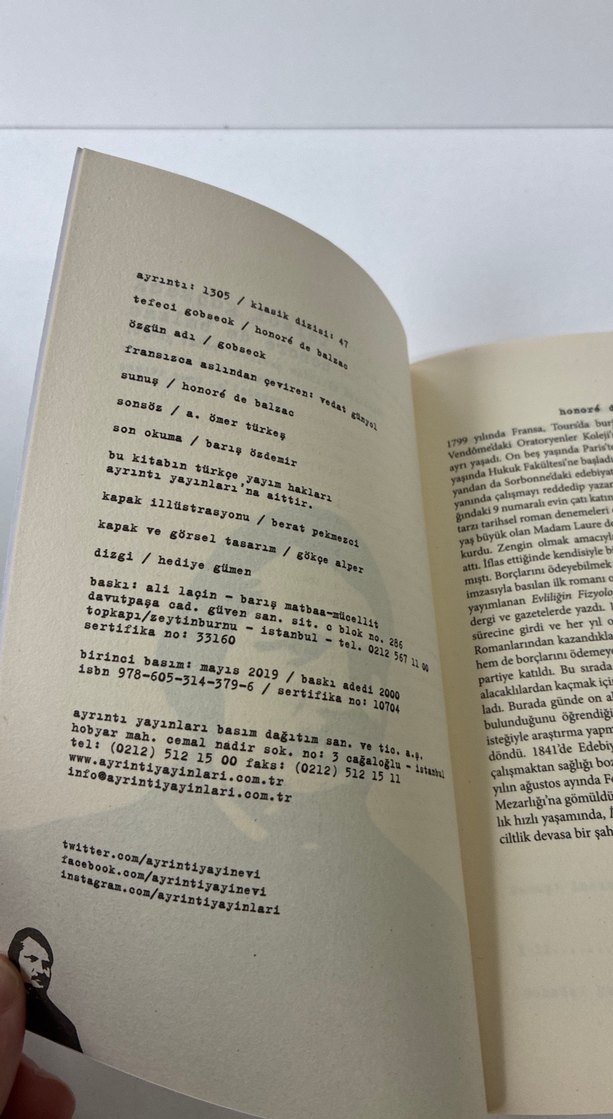 ayrıntı: 1305 / klasik dizisi: 47
tefeci gobseck / honoré de balzac
özgün adı / gobseck
fransızca aslından çeviren: vedat günyol
sunuş / honoré de balzac
sonsöz / a. ömer türkeş
son okuma / barış özdemir
bu kitabın türkçe yayım hakları
ayrıntı yayınları'na aittir.
kapak illüstrasyonu / berat pekmezci
kapak ve görsel tasarım / gökçe alper
dizgi / hediye gümen
baskı: ali laçin – barış matbaa-mücellit
davutpaşa cad. güven san. sit. c blok no. 286
topkapı/zeytinburnu – istanbul – tel. 0212 567 11 00
sertifika no: 33160
birinci basım: mayıs 2019 / baskı adedi 2000
isbn 978-605-314-379-6 / sertifika no: 10704
ayrıntı yayınları basım dağıtım san. ve tic. a.ş.
hobyar mah. cemal nadir sok. no: 3 cağaloğlu – istanbul
tel: (0212) 512 15 00 faks: (0212) 512 15 11
www.ayrintiyayinlari.com.tr
info@ayrintiyayinlari.com.tr
twitter.com/ayrintiyayinevi
facebook.com/ayrintiyayinevi
instagram.com/ayrintiyayinlari
honoré d
1799 yılında Fransa, Tours'da bur
Vendôme'daki Oratoryenler Koleji'
ayrı yaşadı. On beş yaşında Paris't
yaşında Hukuk Fakültesi'ne başlad
yandan da Sorbonne'daki edebiyat
yanında çalışmayı reddedip yazar
ğındaki 9 numaralı evin çatı katın
tarzı tarihsel roman denemeleri
yaş büyük olan Madam Laure de
kurdu. Zengin olmak amacıyla
attı. İflas ettiğinde kendisiyle b
mıştı. Borçlarını ödeyebilmek
imzasıyla basılan ilk romanı o
yayımlanan Evliliğin Fizyolo
dergi ve gazetelerde yazdı.
sürecine girdi ve her yıl o
Romanlarından kazandıkla
hem de borçlarını ödemey
partiye katıldı. Bu sırada
alacaklılardan kaçmak içi
ladı. Burada günde on al
bulunduğunu öğrendiği
isteğiyle araştırma yapm
döndü. 1841'de Edebiy
çalışmaktan sağlığı boz
yılın ağustos ayında Fe
Mezarlığı'na gömüldü
lık hızlı yaşamında, İ
ciltlik devasa bir şah